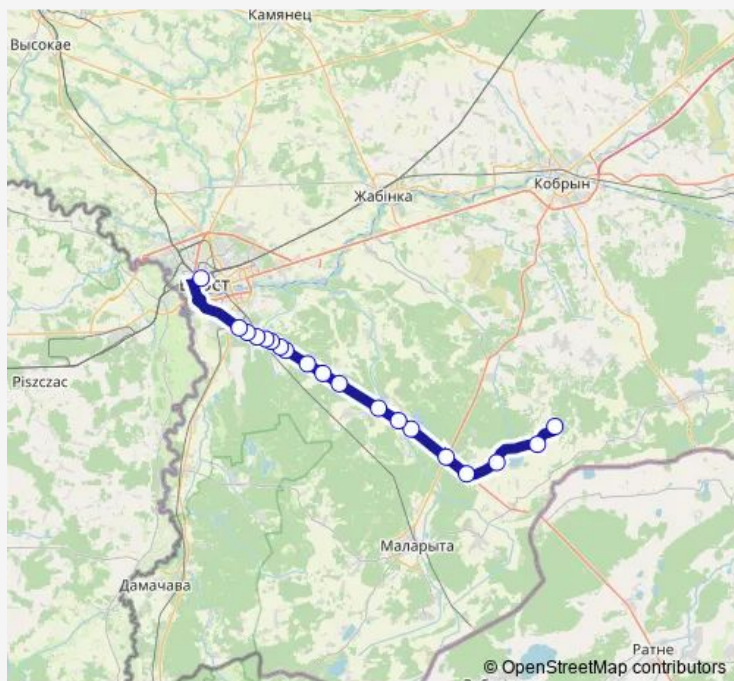 Камянец
Высокае
Кобрын
Жабінка
Piszczac
Маларыта
Дамачава
Ратне
© OpenStreetMap contributors